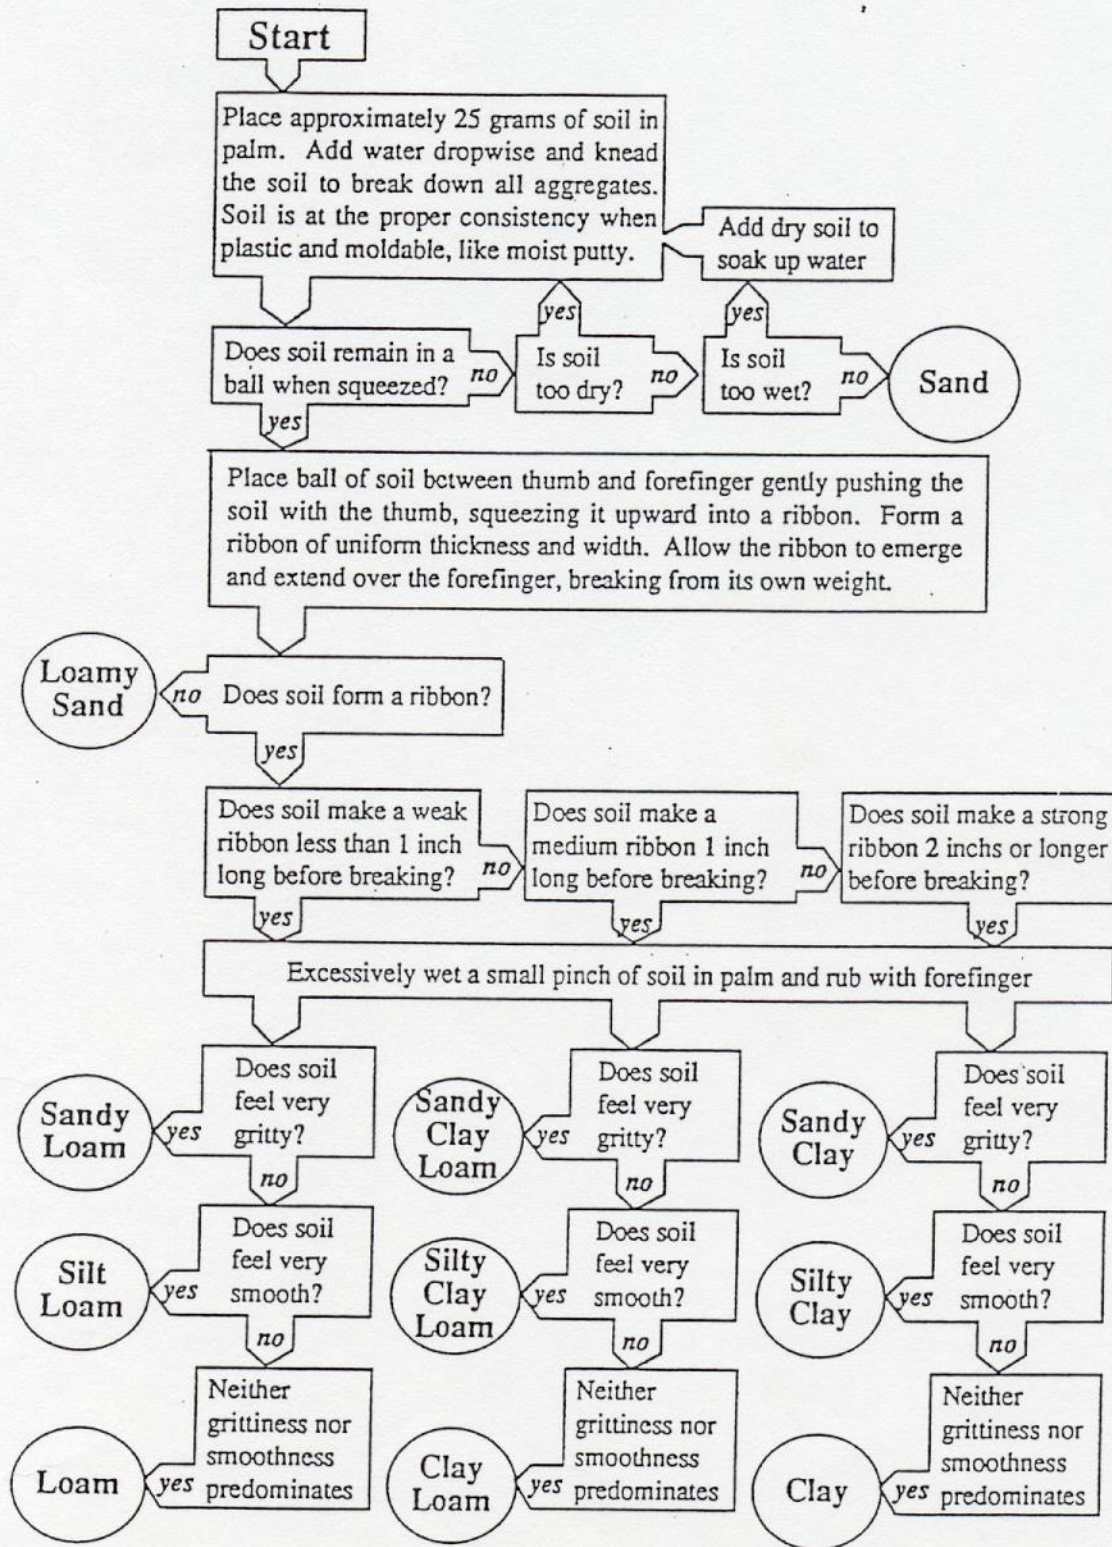 Start
Place approximately 25 grams of soil in
palm. Add water dropwise and knead
the soil to break down all aggregates.
Soil is at the proper consistency when
plastic and moldable, like moist putty.
Add dry soil to
soak up water
yes
yes
Does soil remain in a
ball when squeezed?
no
Is soil
too dry?
no
Is soil
too wet?
no
Sand
yes
Place ball of soil between thumb and forefinger gently pushing the
soil with the thumb, squeezing it upward into a ribbon. Form a
ribbon of uniform thickness and width. Allow the ribbon to emerge
and extend over the forefinger, breaking from its own weight.
Loamy
Sand
no
Does soil form a ribbon?
yes
Does soil make a weak
ribbon less than 1 inch
long before breaking?
no
Does soil make a
medium ribbon 1 inch
long before breaking?
no
Does soil make a strong
ribbon 2 inchs or longer
before breaking?
yes
yes
yes
Excessively wet a small pinch of soil in palm and rub with forefinger
Sandy
Loam
yes
Does soil
feel very
gritty?
no
Sandy
Clay
Loam
yes
Does soil
feel very
gritty?
no
Sandy
Clay
yes
Does soil
feel very
gritty?
no
Silt
Loam
yes
Does soil
feel very
smooth?
no
Silty
Clay
Loam
yes
Does soil
feel very
smooth?
no
Silty
Clay
yes
Does soil
feel very
smooth?
no
Loam
yes
Neither
grittiness nor
smoothness
predominates
Clay
Loam
yes
Neither
grittiness nor
smoothness
predominates
Clay
yes
Neither
grittiness nor
smoothness
predominates